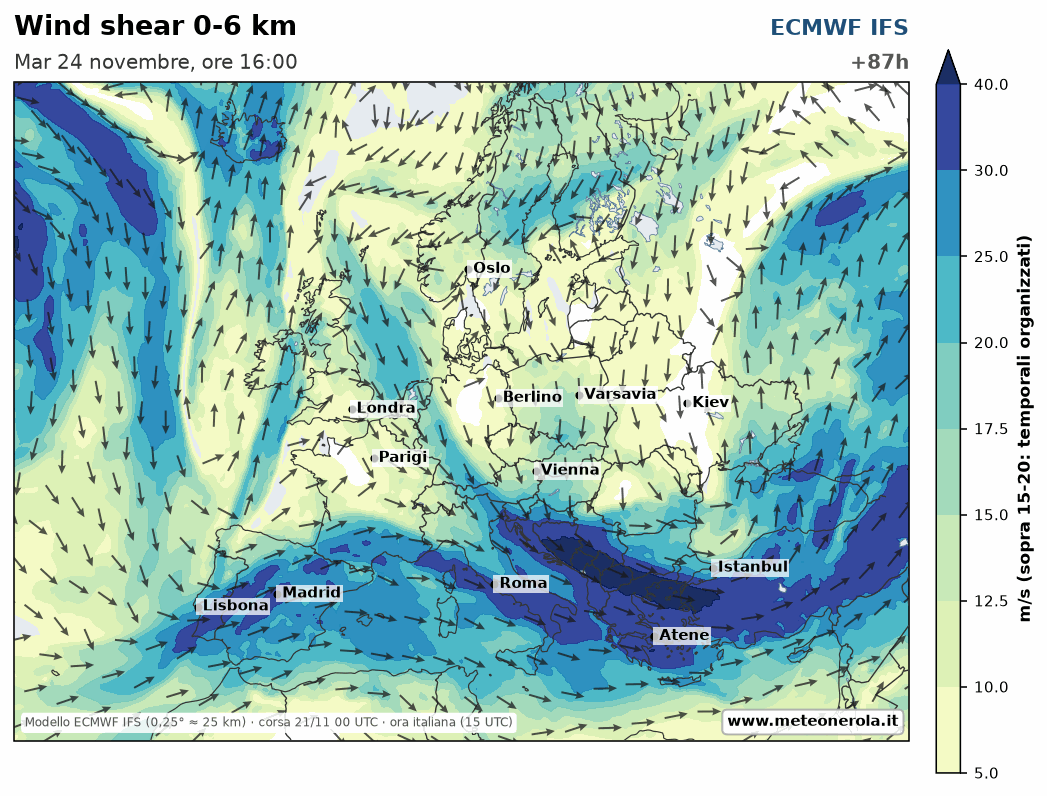 Wind shear 0-6 km
ECMWF IFS
Mar 24 novembre, ore 16:00
+87h
Oslo
Berlino
Varsavia
Kiev
Londra
Parigi
Vienna
Istanbul
Roma
Madrid
Lisbona
Atene
Modello ECMWF IFS (0,25° ≈ 25 km) · corsa 21/11 00 UTC · ora italiana (15 UTC)
www.meteonerola.it
40.0
30.0
25.0
20.0
17.5
15.0
12.5
10.0
5.0
m/s (sopra 15-20: temporali organizzati)